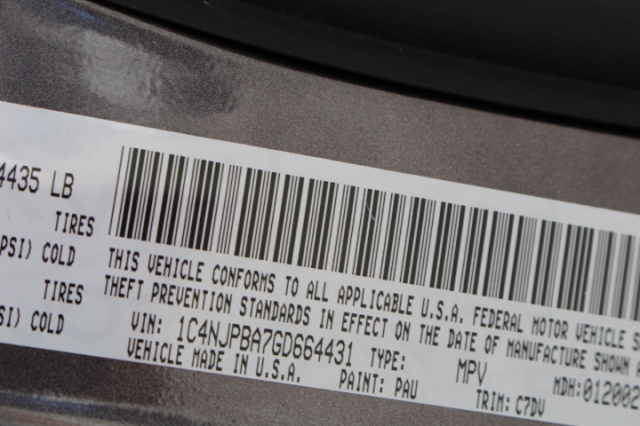 4435 LB
TIRES
PSI) COLD
TIRES
SI) COLD
THIS VEHICLE CONFORMS TO ALL APPLICABLE U.S.A. FEDERAL MOTOR VEHICLE S
THEFT PREVENTION STANDARDS IN EFFECT ON THE DATE OF MANUFACTURE SHOWN A
VIN: 1C4NJPBA7GD664431 TYPE: MPV MDH:012002
VEHICLE MADE IN U.S.A. PAINT: PAU TRIM: C7DV